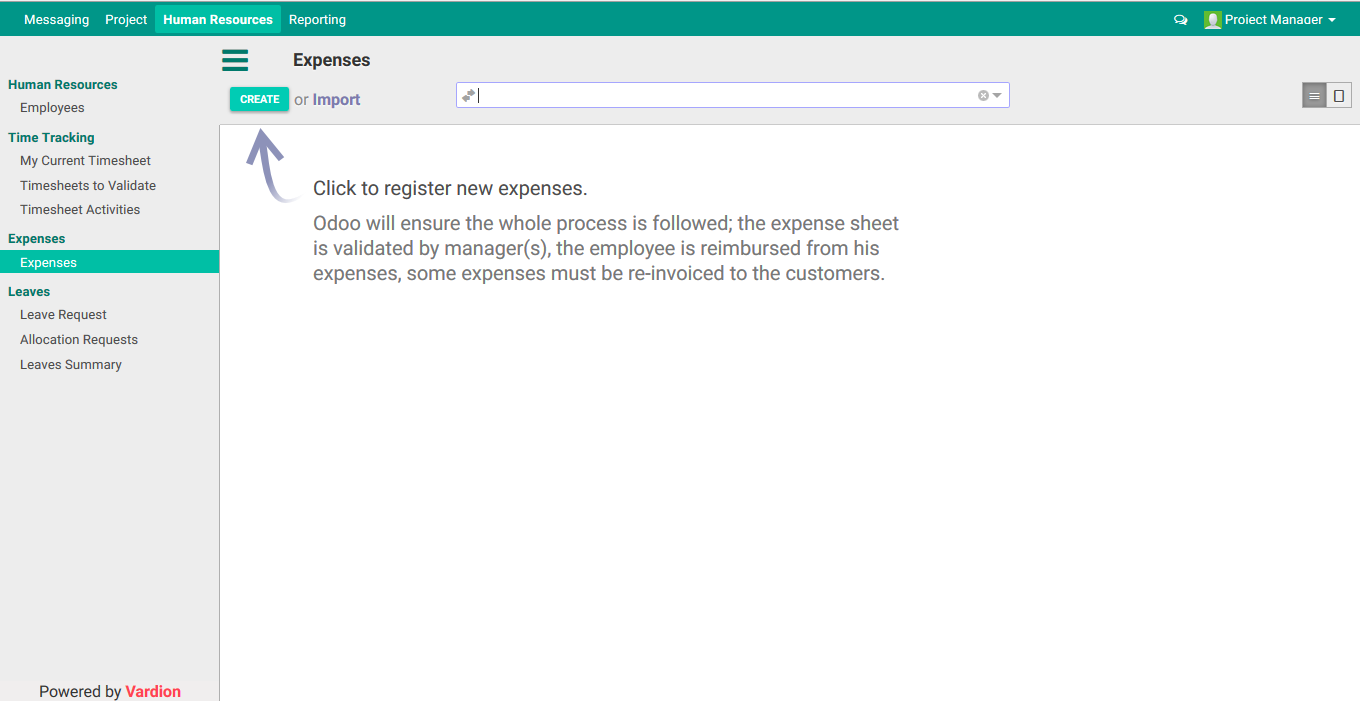 Messaging Project Human Resources Reporting Project Manager
Expenses
CREATE or Import
Human Resources
Employees
Time Tracking
My Current Timesheet
Timesheets to Validate
Timesheet Activities
Expenses
Expenses
Leaves
Leave Request
Allocation Requests
Leaves Summary
Click to register new expenses.
Odoo will ensure the whole process is followed; the expense sheet
is validated by manager(s), the employee is reimbursed from his
expenses, some expenses must be re-invoiced to the customers.
Powered by Vardion